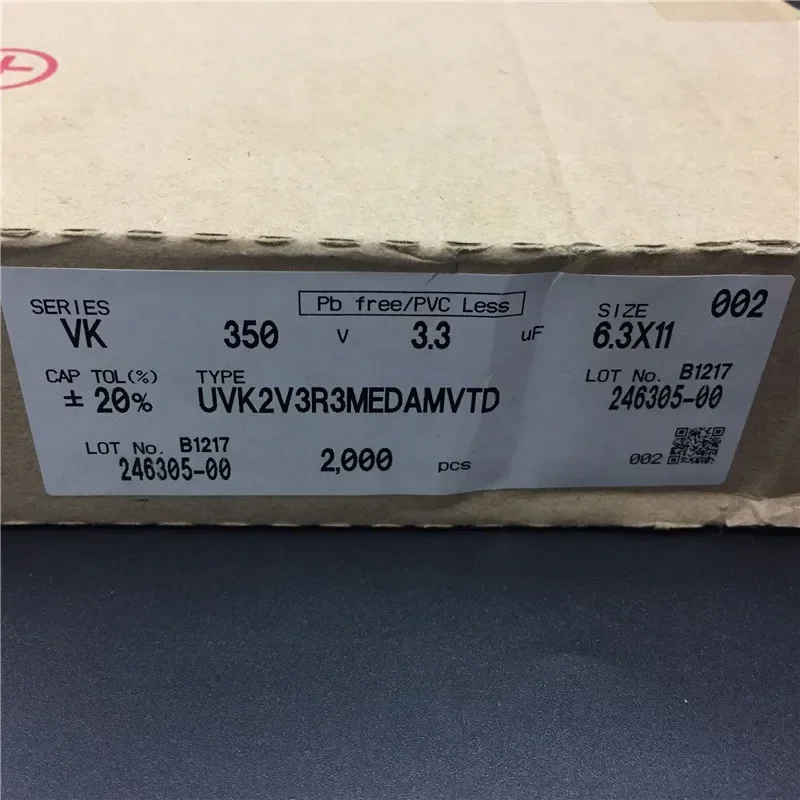 Pb free/PVC Less
SERIES SIZE 002
VK 350 V 3.3 uF 6.3X11
CAP TOL(%) TYPE LOT No. B1217
± 20% UVK2V3R3MEDAMVTD 246305-00
LOT No. B1217
246305-00 2,000 pcs 002